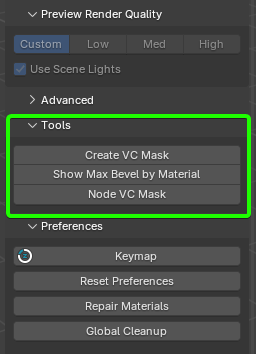 Preview Render Quality
Custom Low Med High
Use Scene Lights
Advanced
Tools
Create VC Mask
Show Max Bevel by Material
Node VC Mask
Preferences
Keymap
Reset Preferences
Repair Materials
Global Cleanup